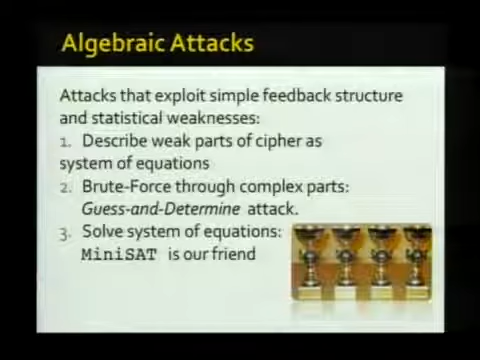 Algebraic Attacks
Attacks that exploit simple feedback structure
and statistical weaknesses:
1. Describe weak parts of cipher as
system of equations
2. Brute-Force through complex parts:
Guess-and-Determine attack.
3. Solve system of equations:
MiniSAT is our friend